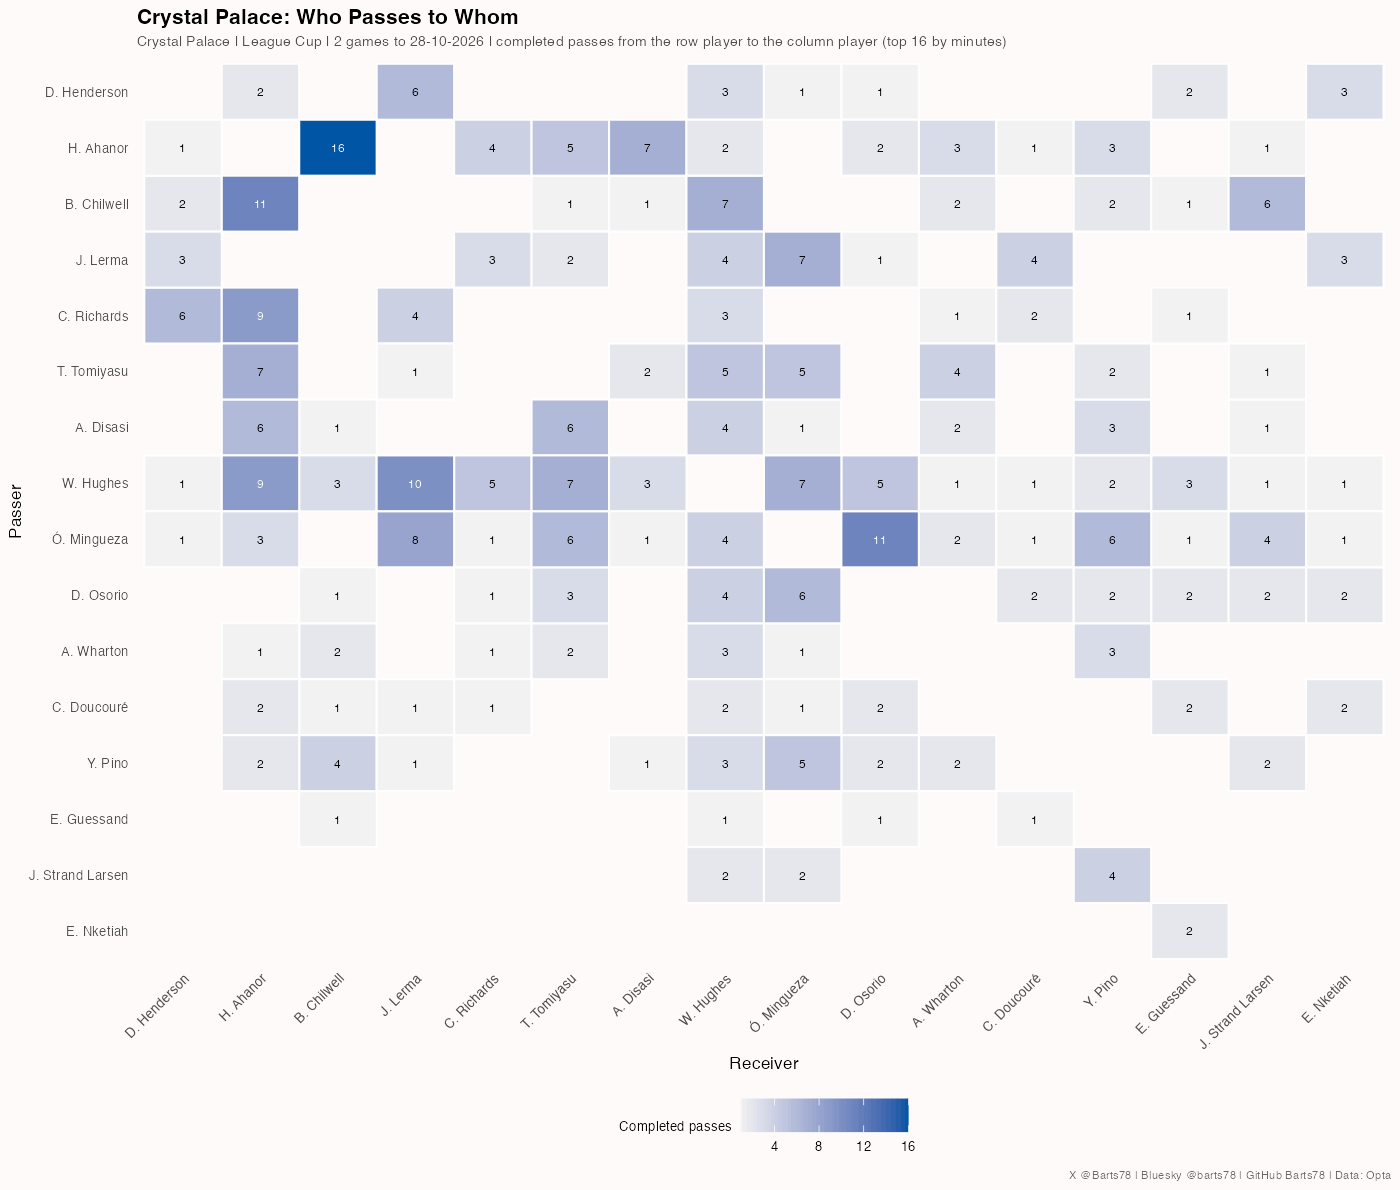 Crystal Palace: Who Passes to Whom
Crystal Palace | League Cup | 2 games to 28-10-2026 | completed passes from the row player to the column player (top 16 by minutes)
D. Henderson 2 6 3 1 1 2 3
H. Ahanor 1 16 4 5 7 2 2 3 1 3 1
B. Chilwell 2 11 1 1 7 2 2 1 6
J. Lerma 3 3 2 4 7 1 4 3
C. Richards 6 9 4 3 1 2 1
T. Tomiyasu 7 1 2 5 5 4 2 1
A. Disasi 6 1 6 4 1 2 3 1
W. Hughes 1 9 3 10 5 7 3 7 5 1 1 2 3 1 1
Ó. Mingueza 1 3 8 1 6 1 4 11 2 1 6 1 4 1
D. Osorio 1 1 3 4 6 2 2 2 2 2
A. Wharton 1 2 1 2 3 1 3
C. Doucouré 2 1 1 1 2 1 2 2 2
Y. Pino 2 4 1 1 3 5 2 2 2
E. Guessand 1 1 1 1
J. Strand Larsen 2 2 4
E. Nketiah 2
Passer
D. Henderson H. Ahanor B. Chilwell J. Lerma C. Richards T. Tomiyasu A. Disasi W. Hughes Ó. Mingueza D. Osorio A. Wharton C. Doucouré Y. Pino E. Guessand J. Strand Larsen E. Nketiah
Receiver
Completed passes
4 8 12 16
X @Barts78 | Bluesky @barts78 | GitHub Barts78 | Data: Opta